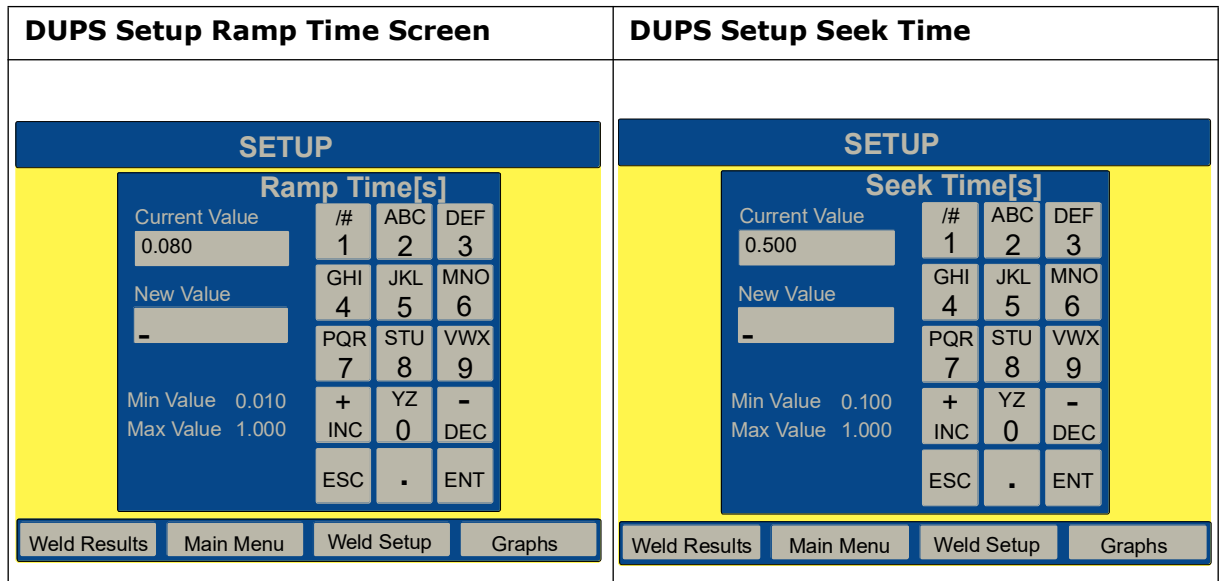 DUPS Setup Ramp Time Screen
DUPS Setup Seek Time
SETUP
Ramp Time[s]
Current Value
0.080
New Value
_
Min Value 0.010
Max Value 1.000
/# ABC DEF
1 2 3
GHI JKL MNO
4 5 6
PQR STU VWX
7 8 9
+ YZ -
INC 0 DEC
ESC . ENT
Weld Results Main Menu Weld Setup Graphs
SETUP
Seek Time[s]
Current Value
0.500
New Value
_
Min Value 0.100
Max Value 1.000
/# ABC DEF
1 2 3
GHI JKL MNO
4 5 6
PQR STU VWX
7 8 9
+ YZ -
INC 0 DEC
ESC . ENT
Weld Results Main Menu Weld Setup Graphs